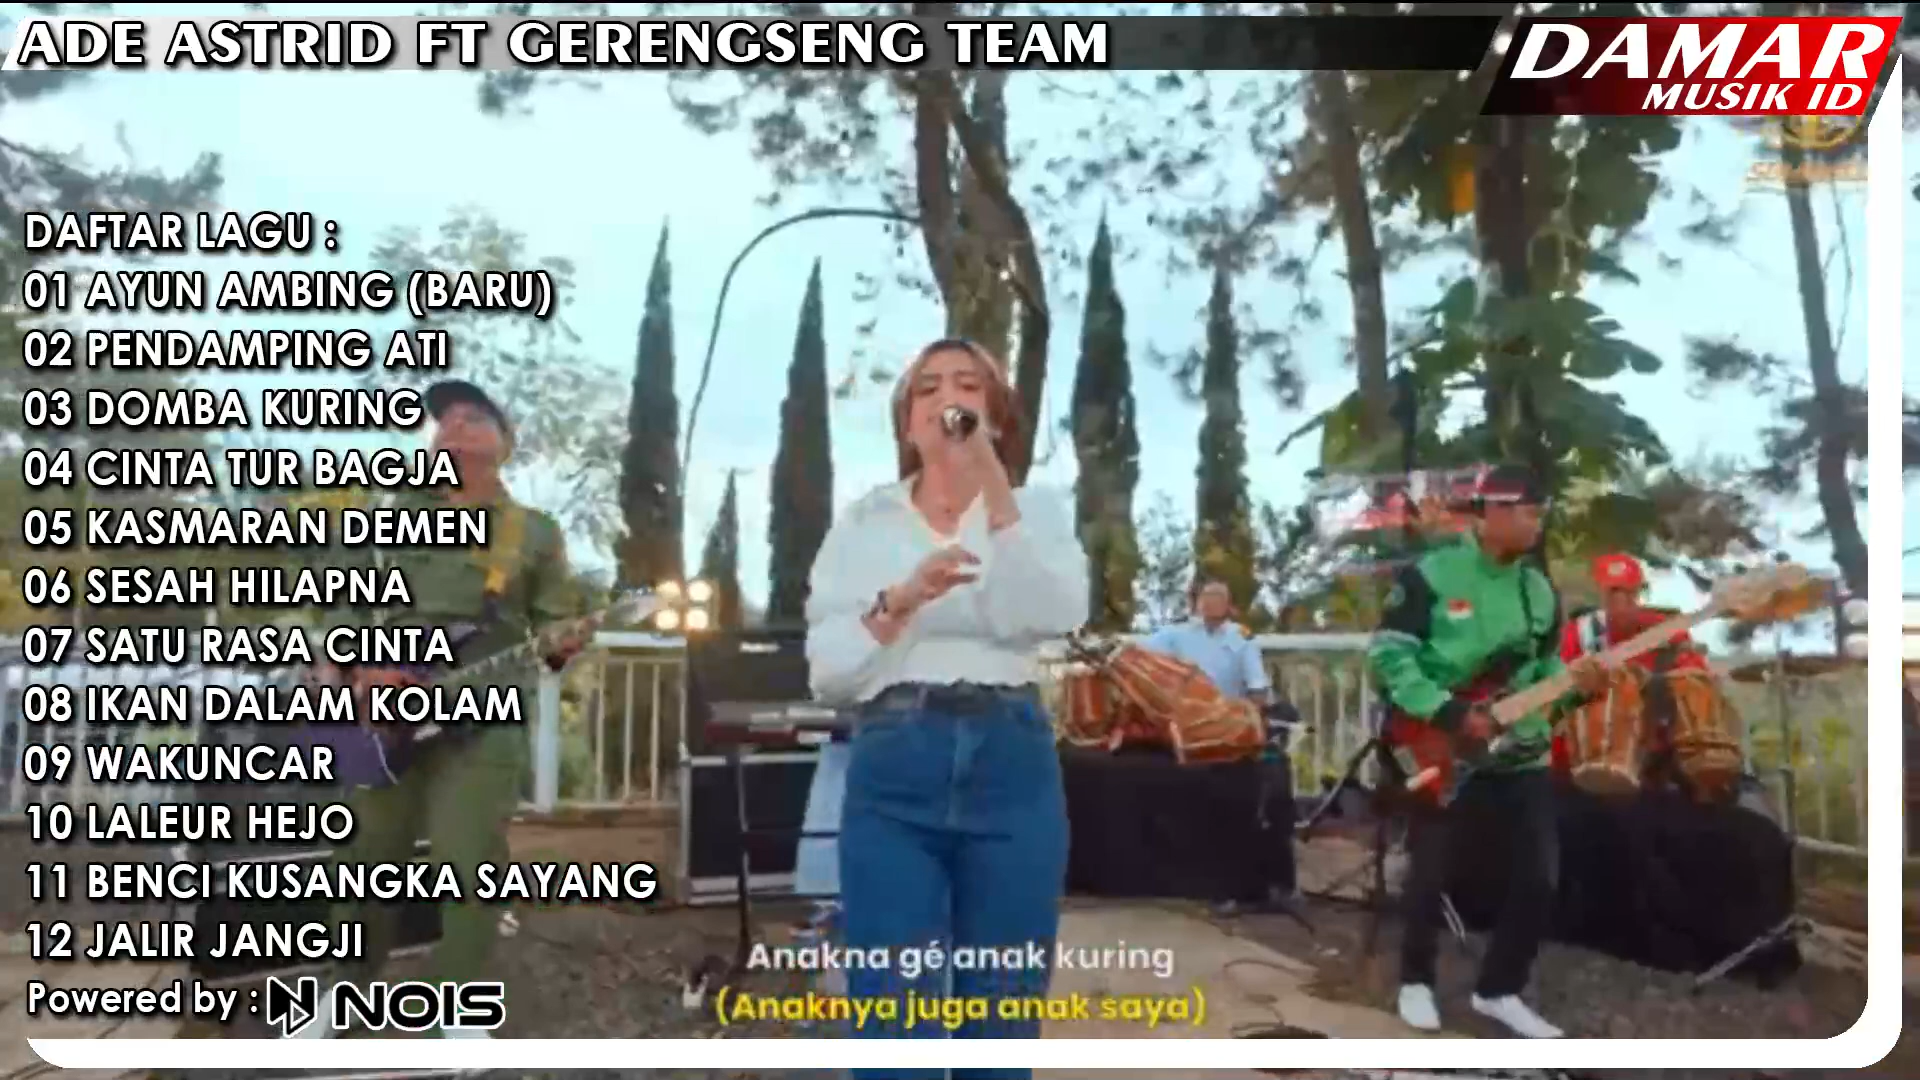 ADE ASTRID FT GERENGSENG TEAM
DAMAR
MUSIK ID
DAFTAR LAGU :
01 AYUN AMBING (BARU)
02 PENDAMPING ATI
03 DOMBA KURING
04 CINTA TUR BAGJA
05 KASMARAN DEMEN
06 SESAH HILAPNA
07 SATU RASA CINTA
08 IKAN DALAM KOLAM
09 WAKUNCAR
10 LALEUR HEJO
11 BENCI KUSANGKA SAYANG
12 JALIR JANGJI
Powered by : NOIS
Anakna gé anak kuring
(Anaknya juga anak saya)